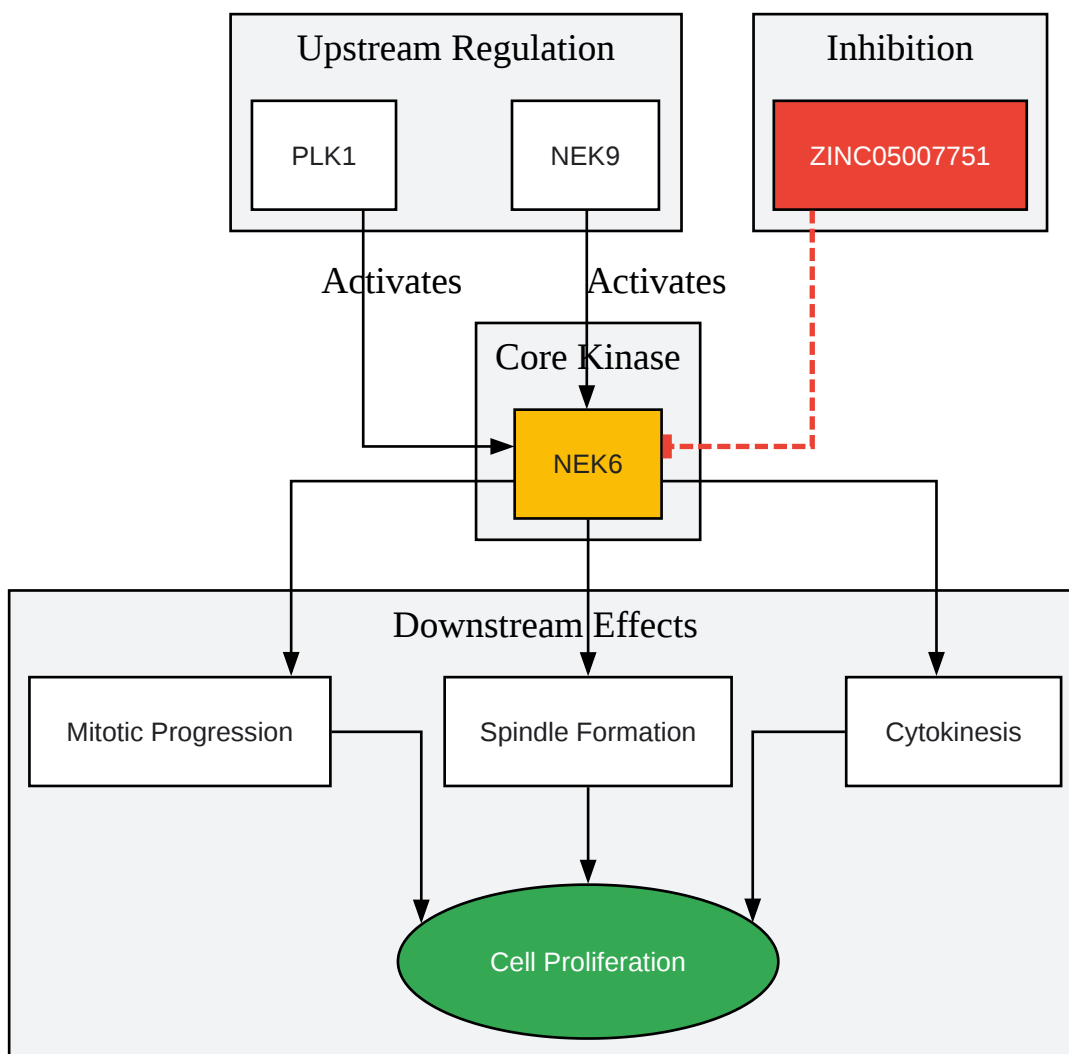 Upstream Regulation
Inhibition
PLK1
NEK9
ZINC05007751
Activates
Activates
Core Kinase
NEK6
Downstream Effects
Mitotic Progression
Spindle Formation
Cytokinesis
Cell Proliferation